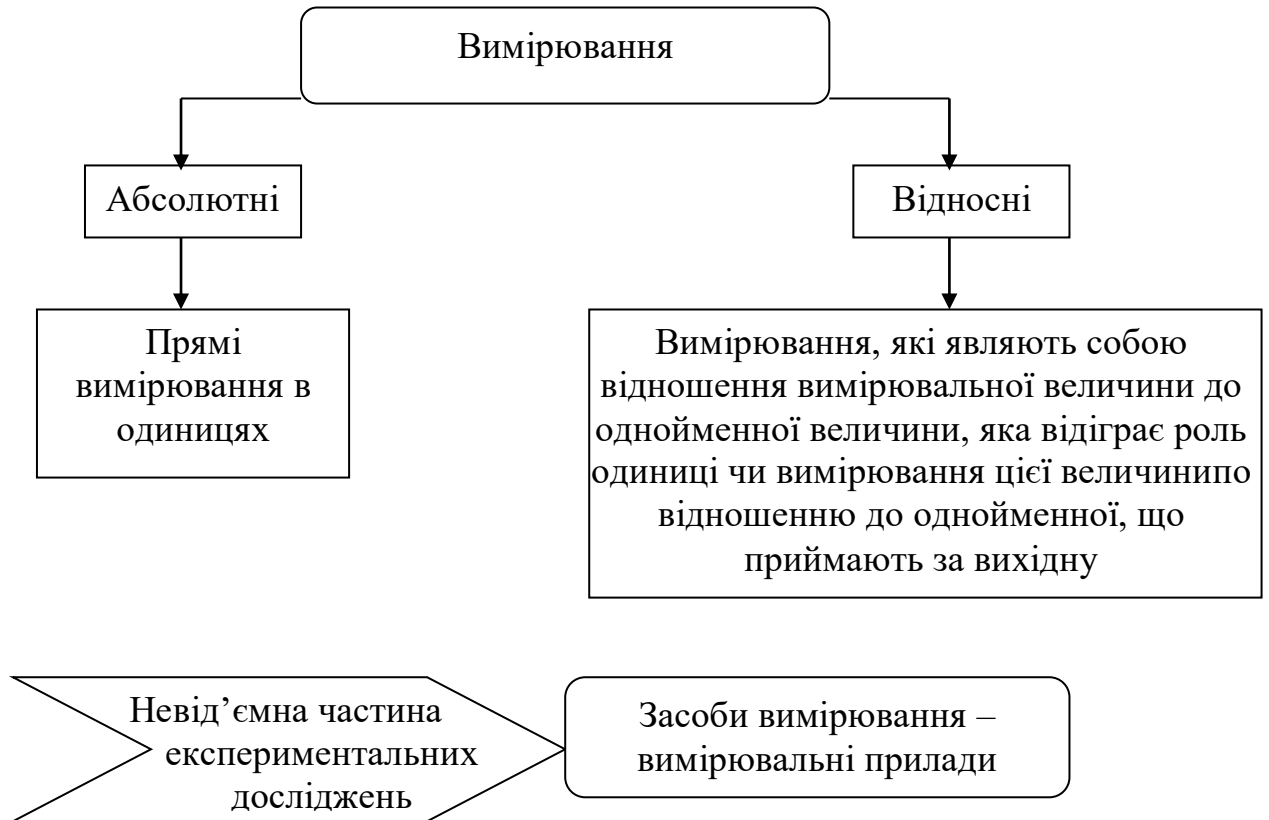 Вимірювання
Абсолютні
Відносні
Прямі
вимірювання в
одиницях
Вимірювання, які являють собою
відношення вимірювальної величини до
однойменної величини, яка відіграє роль
одиниці чи вимірювання цієї величинипо
відношенню до однойменної, що
приймають за вихідну
Невід’ємна частина
експериментальних
досліджень
Засоби вимірювання –
вимірювальні прилади